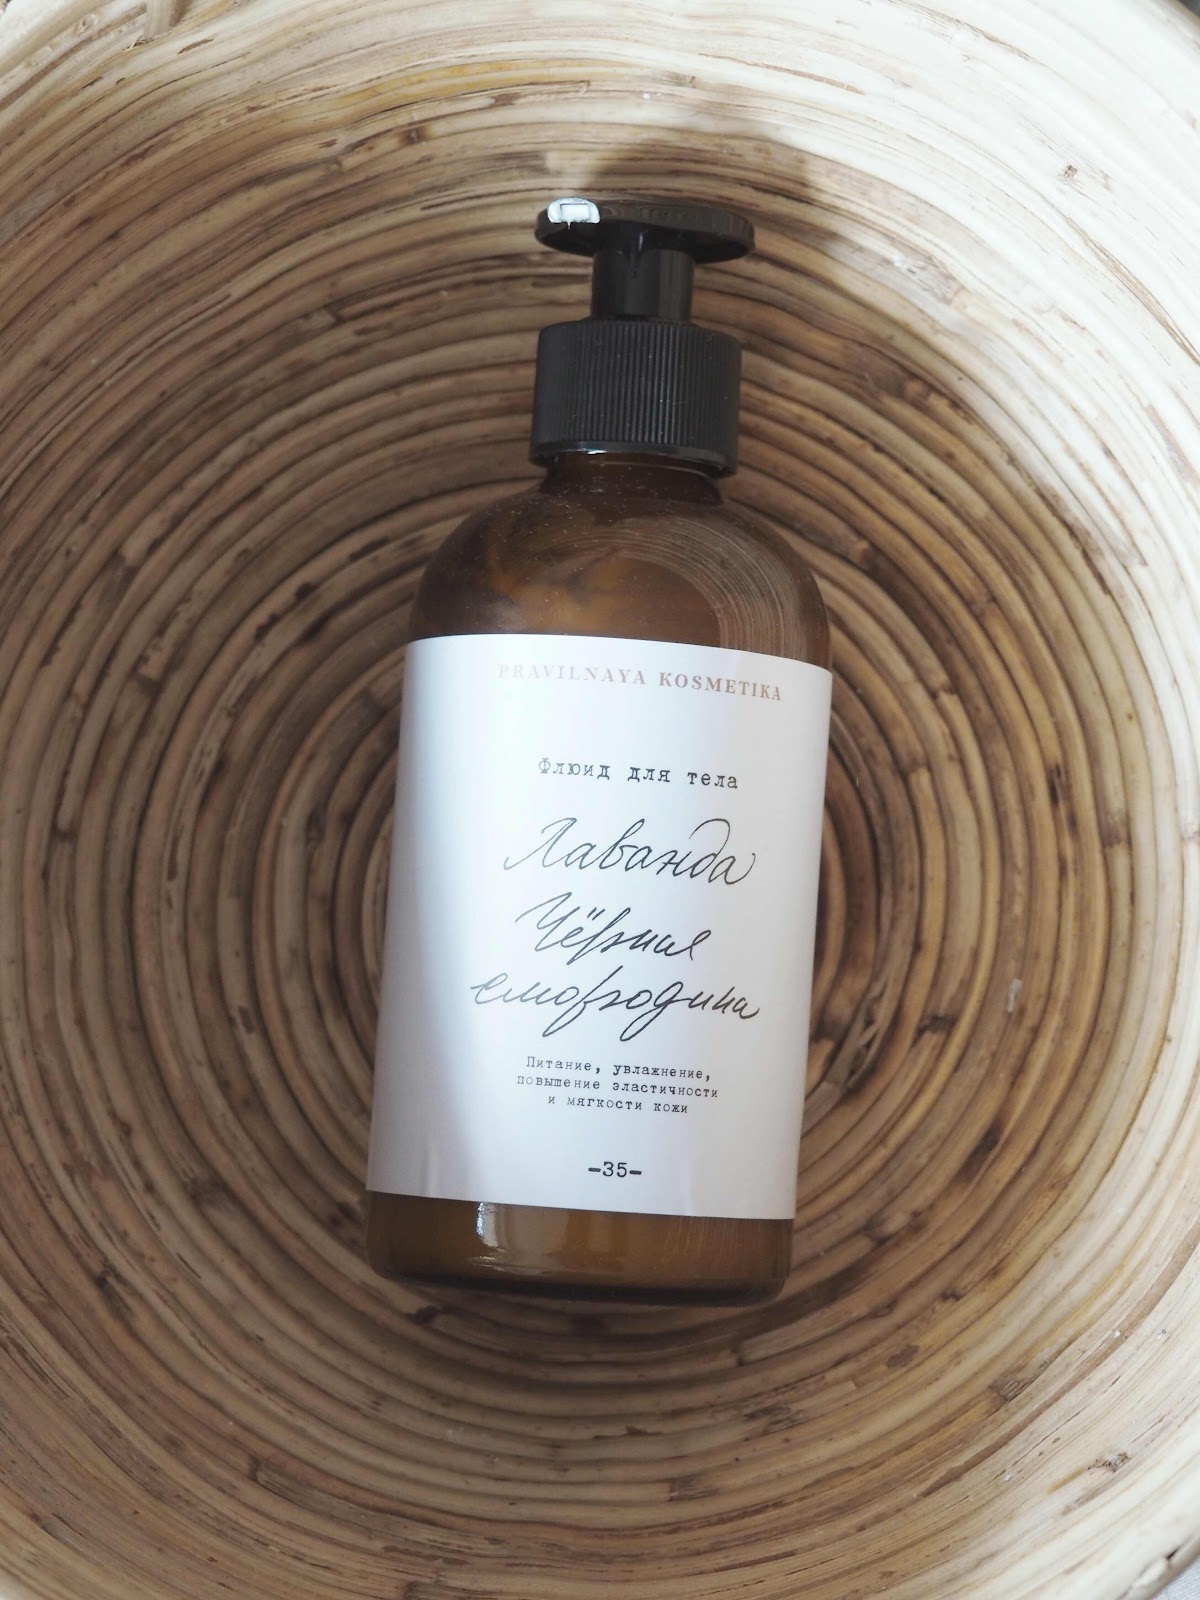 PRAVILNAYA KOSMETIKA
Флюид для тела
Лаванда
Чёрная
смородина
Питание, увлажнение,
повышение эластичности
и мягкости кожи
-35-